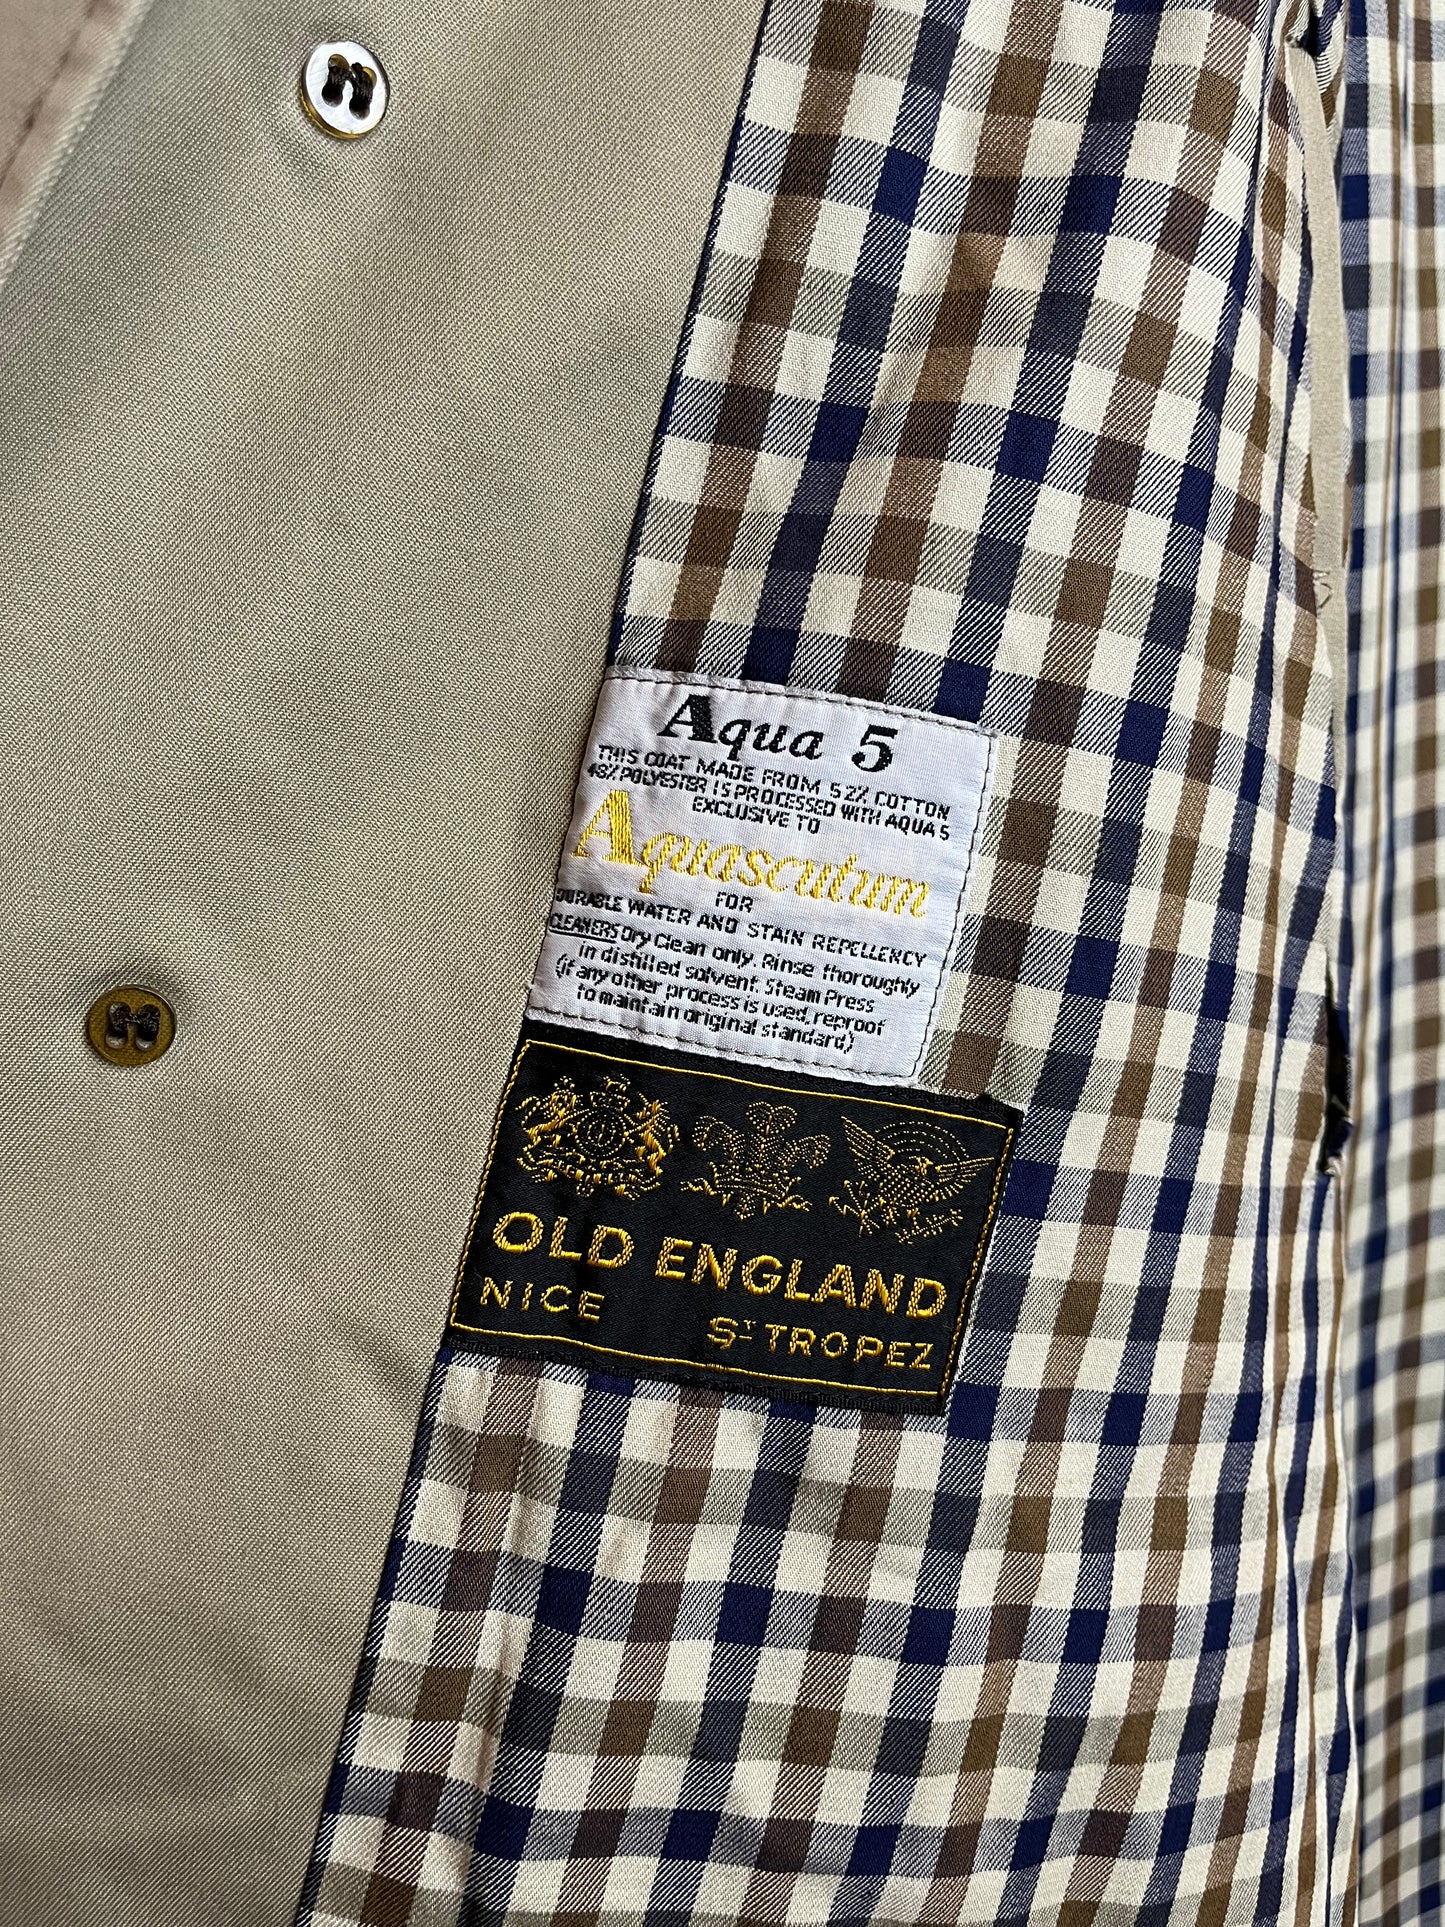 Aqua 5
THIS COAT MADE FROM 52% COTTON
48% POLYESTER IS PROCESSED WITH AQUA 5
EXCLUSIVE TO
Aquascutum
FOR
DURABLE WATER AND STAIN REPELLENCY
CLEANERS Dry Clean only. Rinse thoroughly
in distilled solvent. Steam Press
(if any other process is used, reproof
to maintain original standard)
OLD ENGLAND
NICE ST TROPEZ